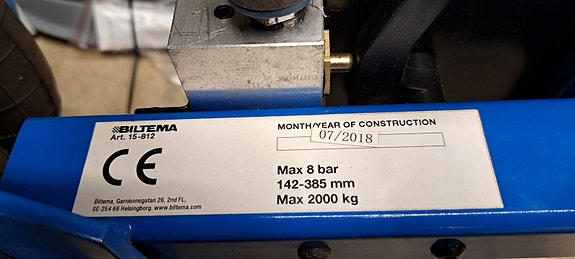 BILTEMA
Art. 15-812
CE
Biltema, Garnisonsgatan 26, 2nd FL,
SE-254 66 Helsingborg. www.biltema.com
MONTH/YEAR OF CONSTRUCTION
07/2018
Max 8 bar
142-385 mm
Max 2000 kg